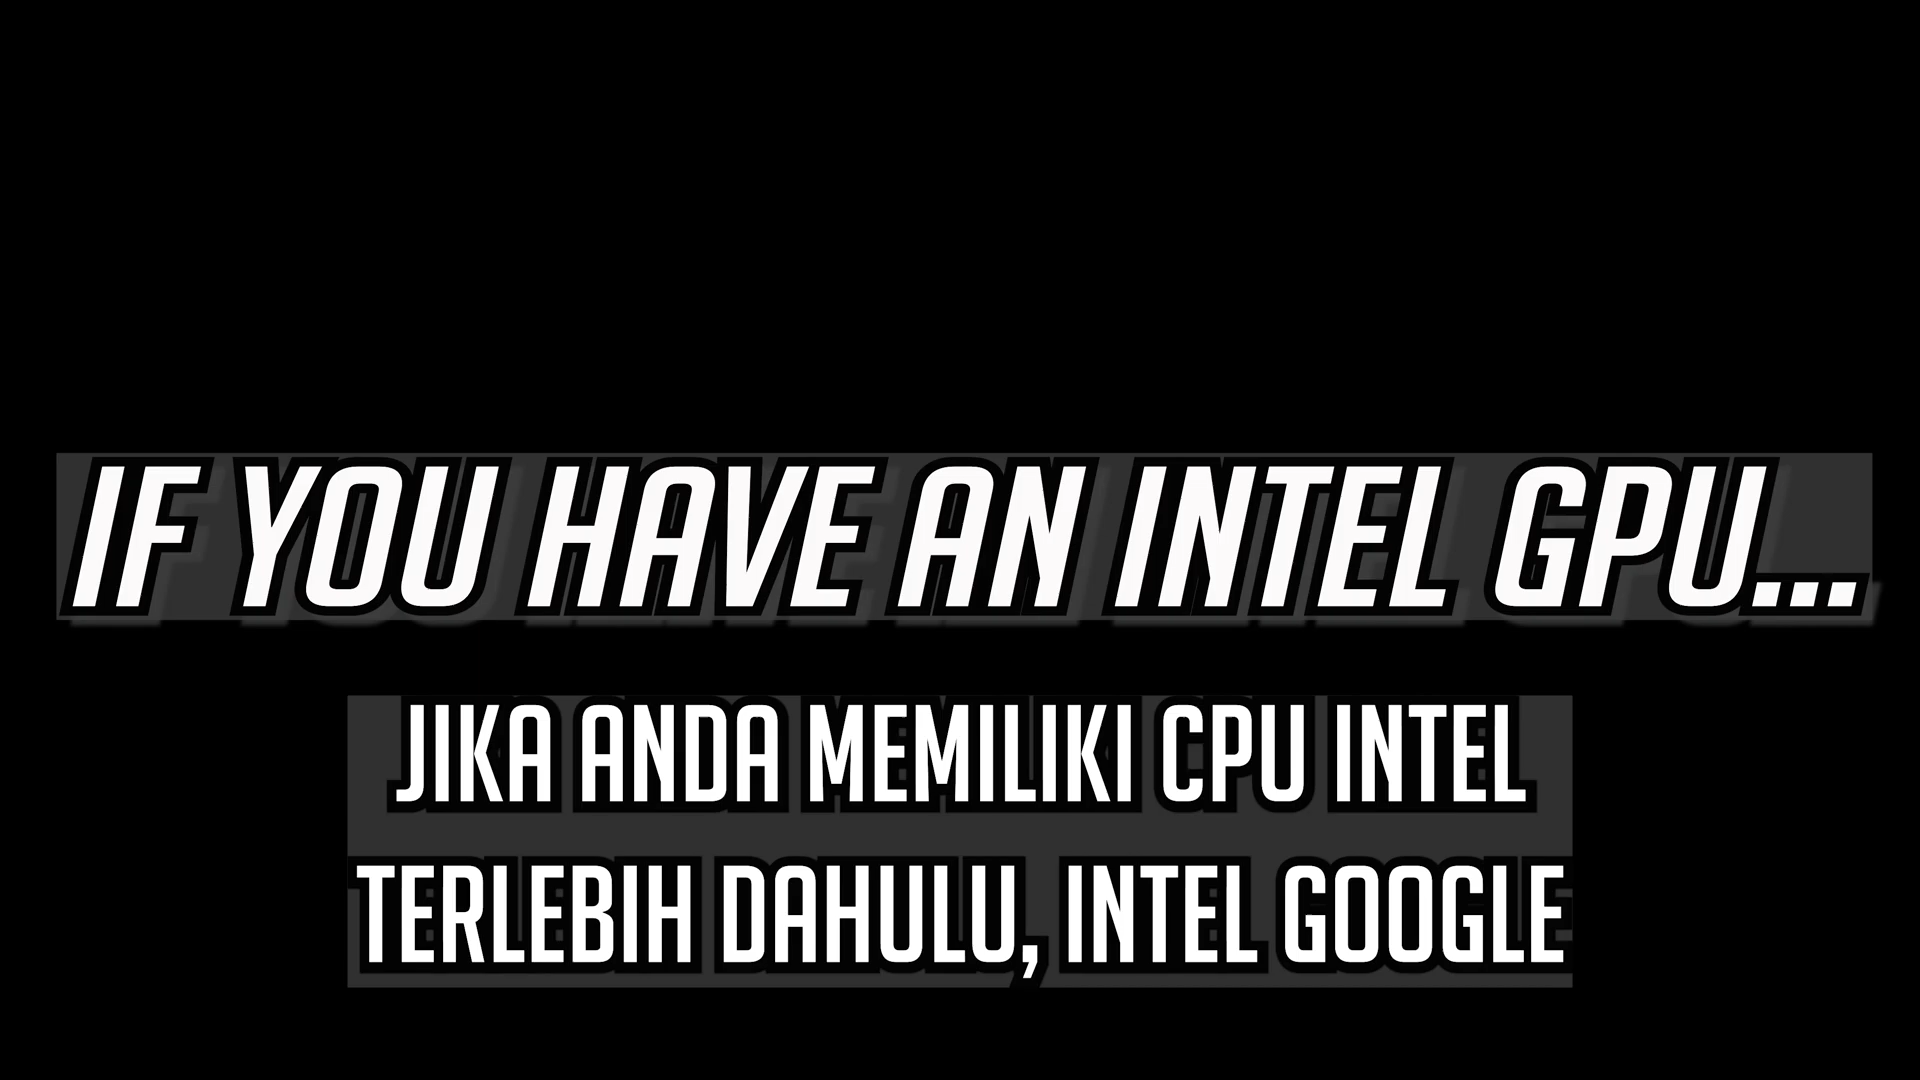 IF YOU HAVE AN INTEL GPU...
JIKA ANDA MEMILIKI CPU INTEL
TERLEBIH DAHULU, INTEL GOOGLE